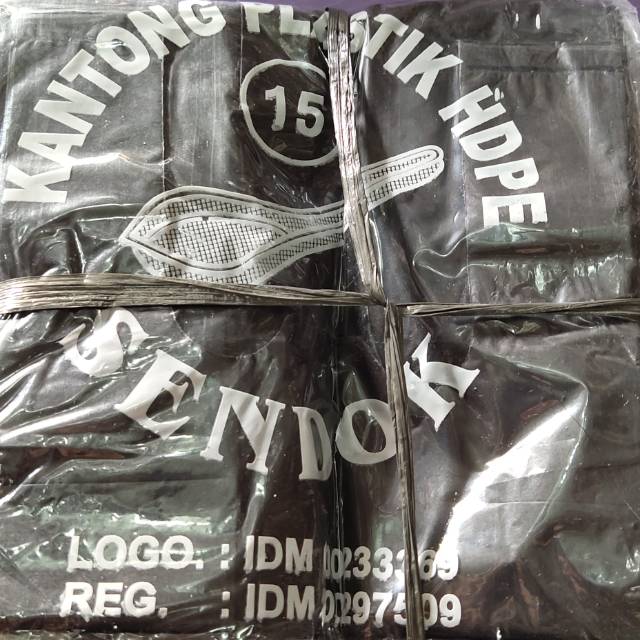 KANTONG PLASTIK HDPE
15
SENDOK
LOGO. : IDM
REG. : IDM